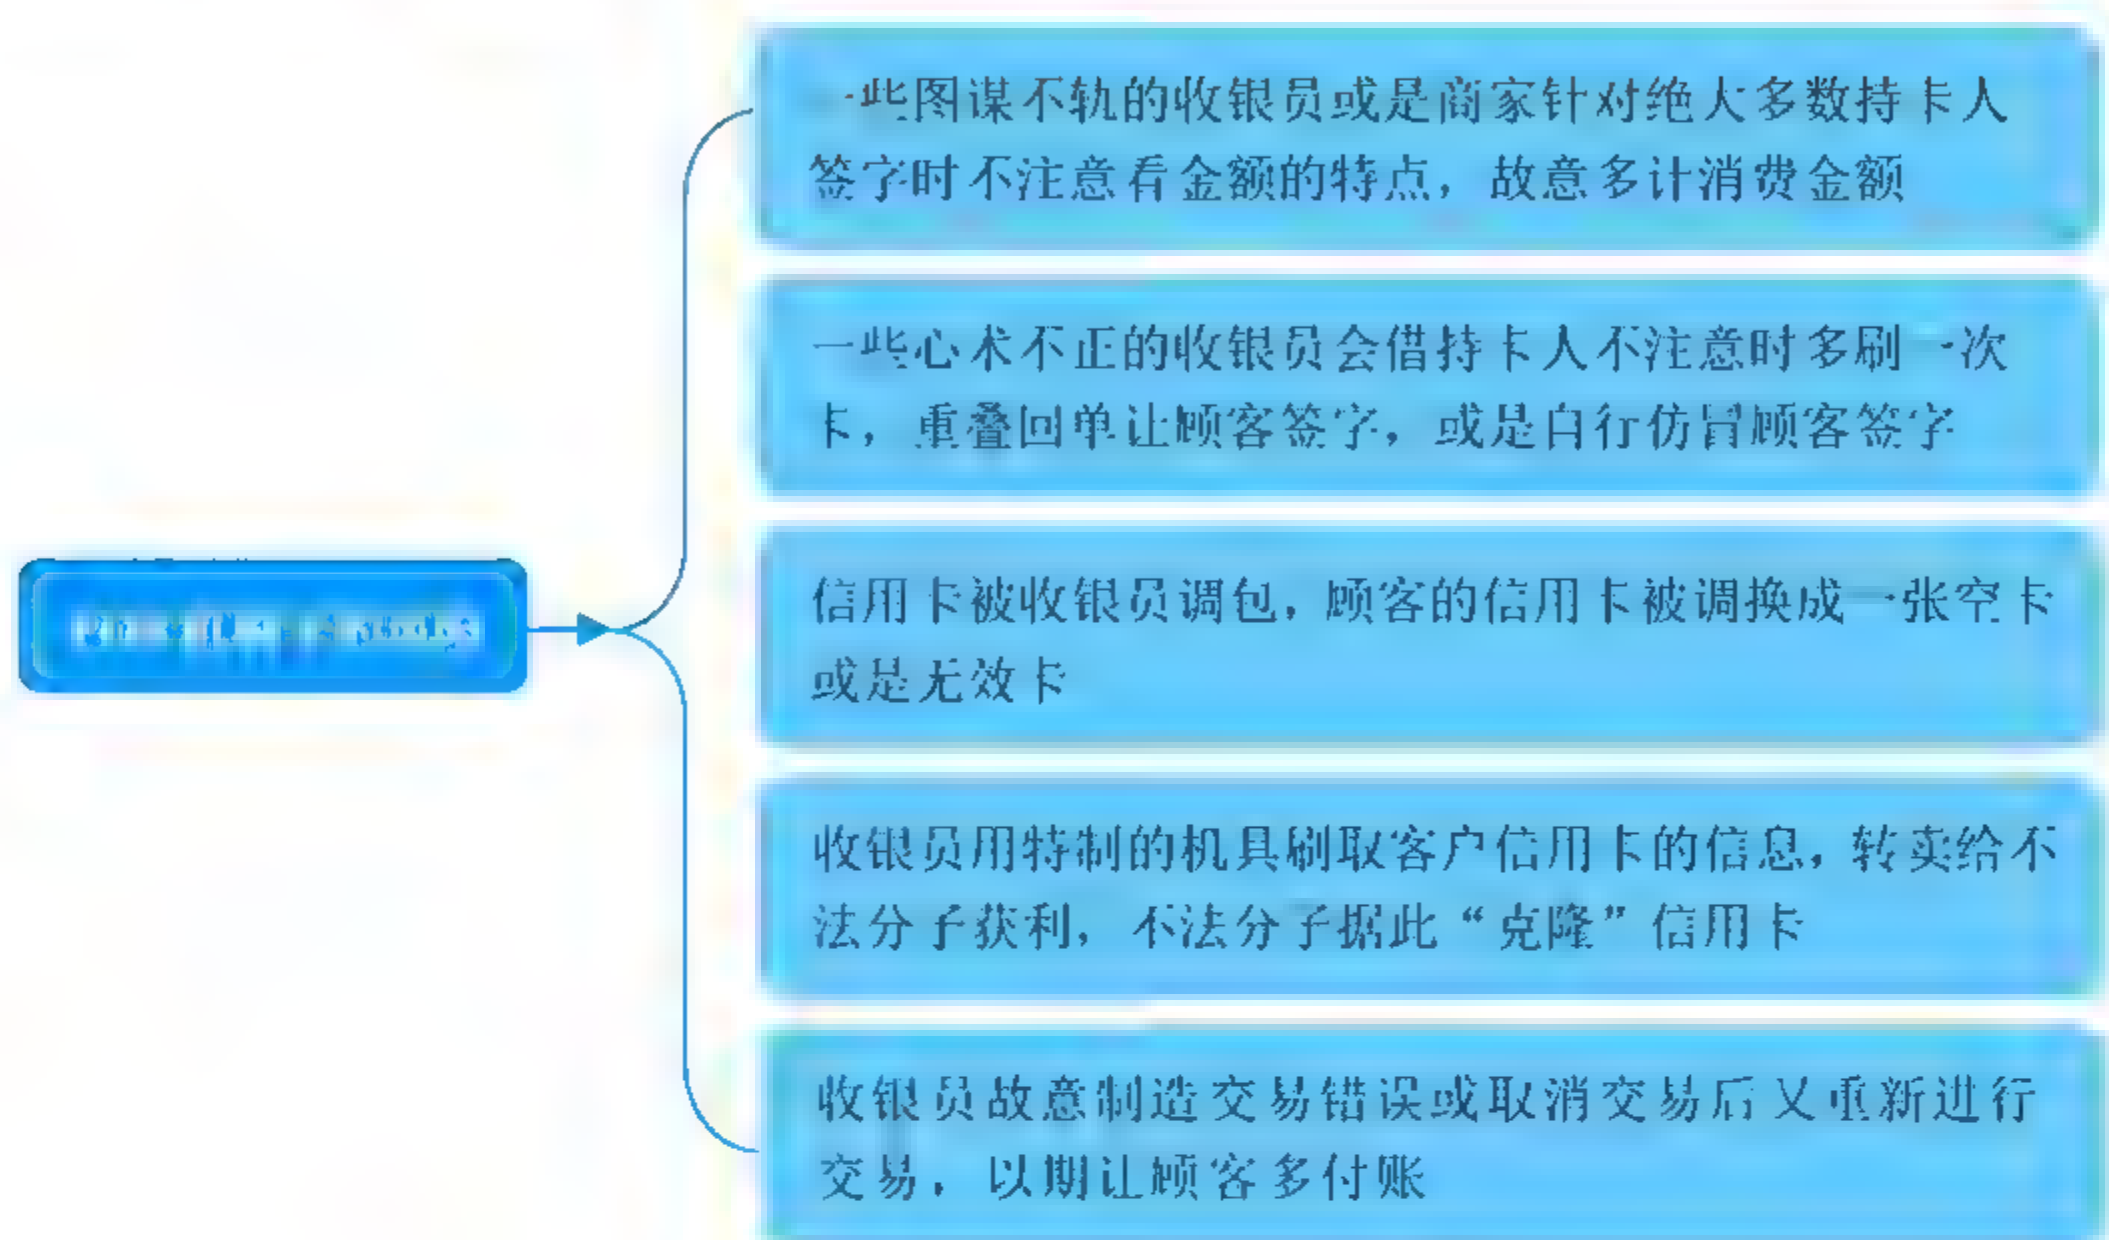 一些图谋不轨的收银员或是商家针对绝大多数持卡人
签字时不注意看金额的特点，故意多计消费金额
一些心术不正的收银员会借持卡人不注意时多刷一次
卡，重叠回单让顾客签字，或是自行仿冒顾客签字
信用卡被收银员调包，顾客的信用卡被调换成一张空卡
或是无效卡
收银员用特制的机具刷取客户信用卡的信息，转卖给不
法分子获利，不法分子据此“克隆”信用卡
收银员故意制造交易错误或取消交易后又重新进行
交易，以期让顾客多付账